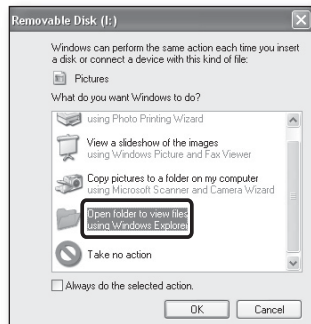 Removable Disk (I:)
Windows can perform the same action each time you insert
a disk or connect a device with this kind of file:
Pictures
What do you want Windows to do?
using Photo Printing Wizard
View a slideshow of the images
using Windows Picture and Fax Viewer
Copy pictures to a folder on my computer
using Microsoft Scanner and Camera Wizard
Open folder to view files
using Windows Explorer
Take no action
Always do the selected action.
OK
Cancel